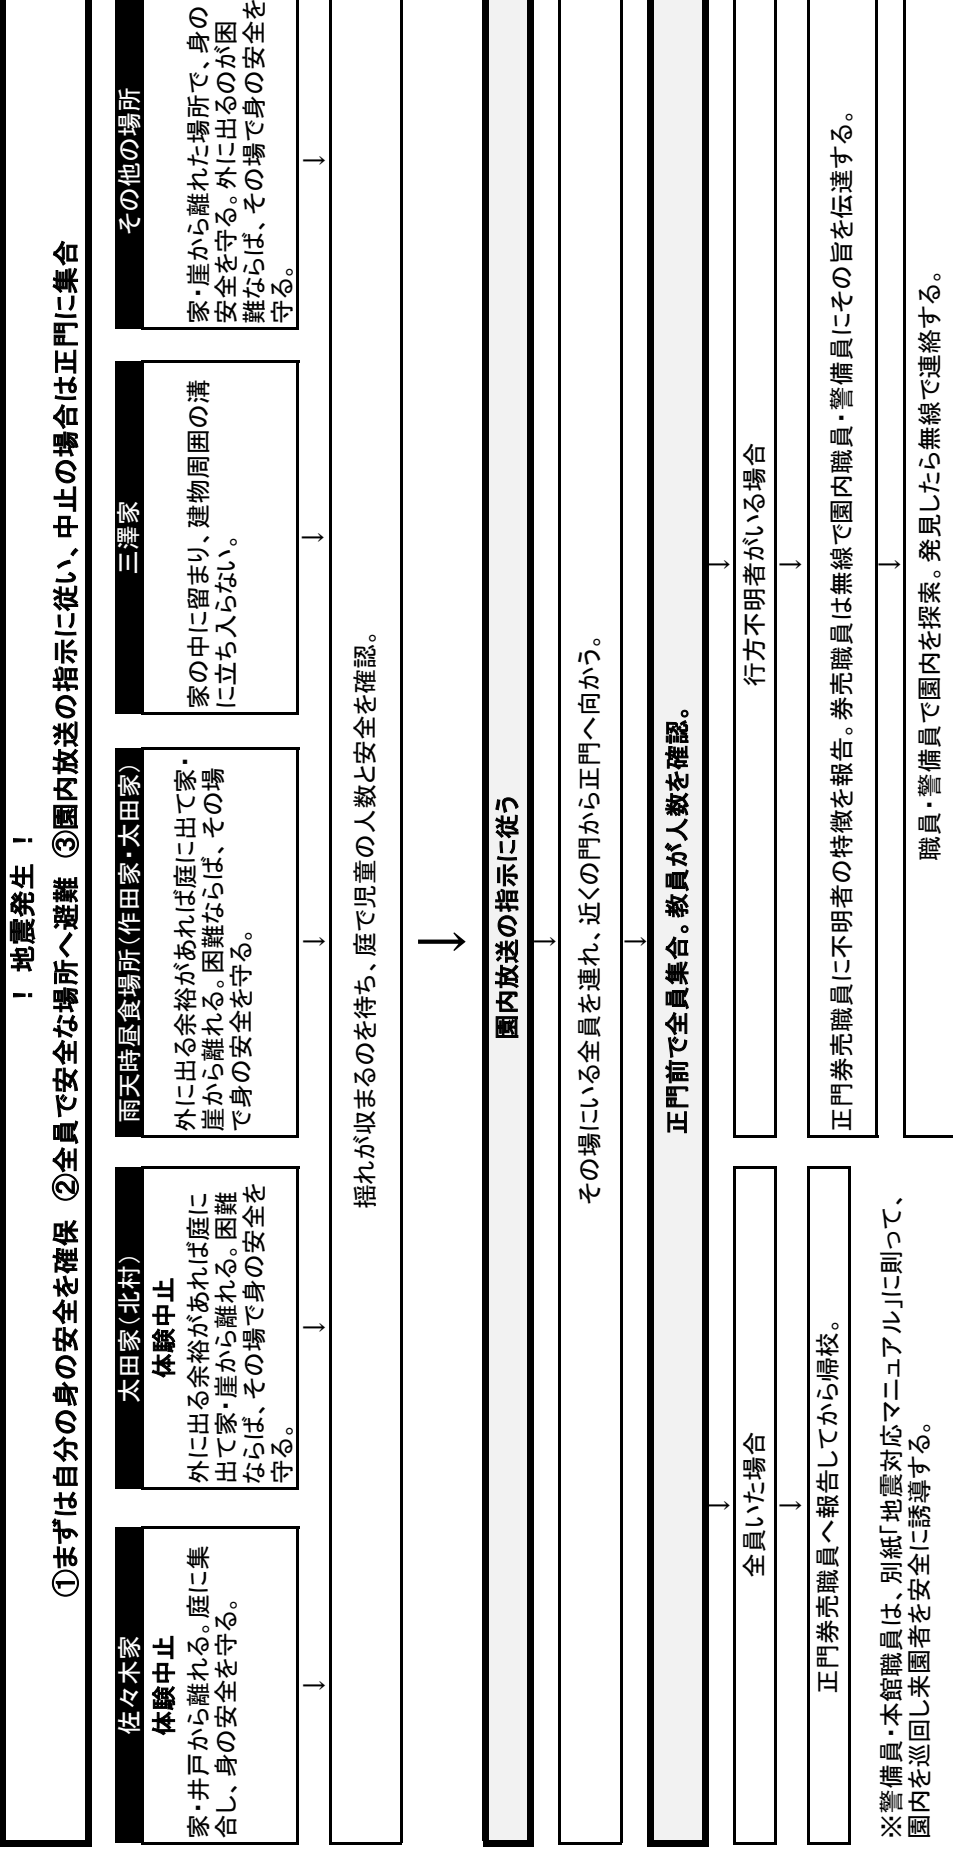 ！ 地震発生 ！
①まずは自分の身の安全を確保 ②全員で安全な場所へ避難 ③園内放送の指示に従い、中止の場合は正門に集合
佐々木家
体験中止
家・井戸から離れる。庭に集
合し、身の安全を守る。
↓
太田家（北村）
体験中止
外に出る余裕があれば庭に
出て家・崖から離れる。困難
ならば、その場で身の安全を
守る。
↓
雨天時昼食場所（作田家・太田家）
外に出る余裕があれば庭に出て家・
崖から離れる。困難ならば、その場
で身の安全を守る。
↓
三澤家
家の中に留まり、建物周囲の溝
に立ち入らない。
↓
その他の場所
家・崖から離れた場所で、身の
安全を守る。外に出るのが困
難ならば、その場で身の安全を
守る。
↓
揺れが収まるのを待ち、庭で児童の人数と安全を確認。
↓
園内放送の指示に従う
↓
その場にいる全員を連れ、近くの門から正門へ向かう。
↓
正門前で全員集合。教員が人数を確認。
↓
全員いた場合
↓
正門券売職員へ報告してから帰校。
↓
行方不明者がいる場合
↓
正門券売職員に不明者の特徴を報告。券売職員は無線で園内職員・警備員にその旨を伝達する。
↓
職員・警備員で園内を探索。発見したら無線で連絡する。
※警備員・本館職員は、別紙「地震対応マニュアル」に則って、
園内を巡回し来園者を安全に誘導する。